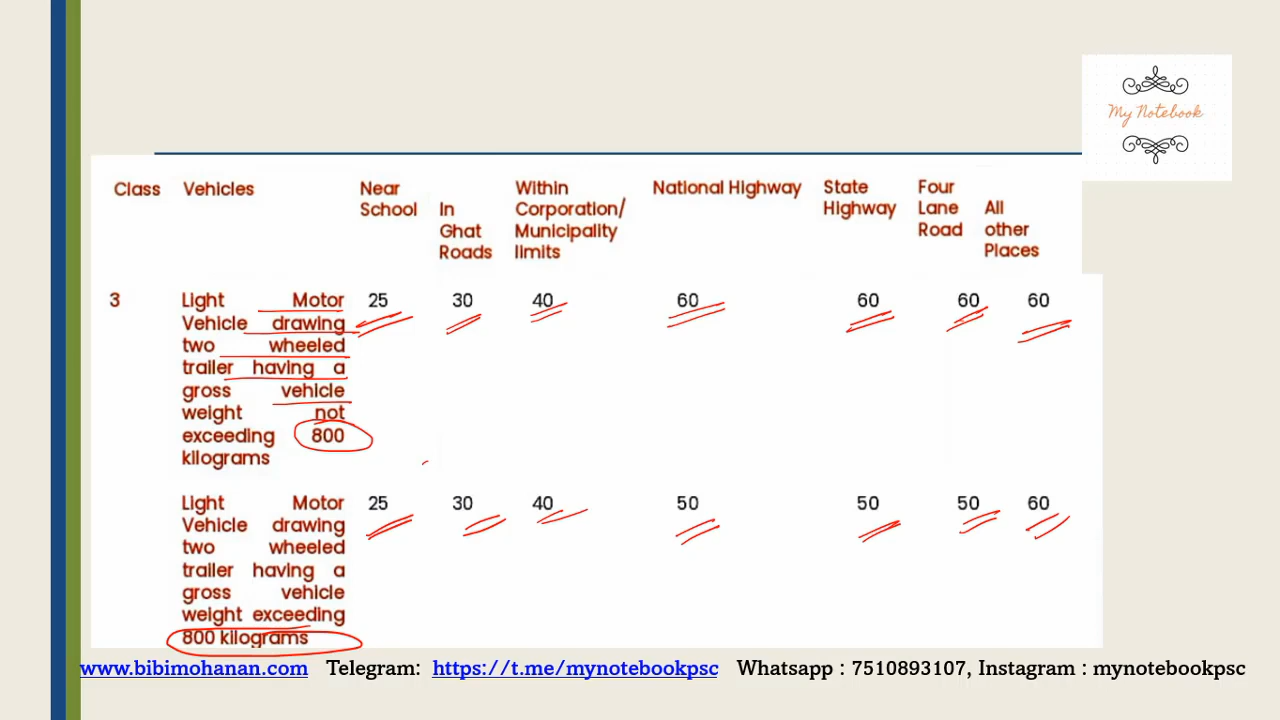 My Notebook
Class Vehicles Near School In Ghat Roads Within Corporation/ Municipality limits National Highway State Highway Four Lane Road All other Places
3 Light Motor 25 30 40 60 60 60 60
Vehicle drawing
two wheeled
trailer having a
gross vehicle
weight not
exceeding 800
kilograms
Light Motor 25 30 40 50 50 50 60
Vehicle drawing
two wheeled
trailer having a
gross vehicle
weight exceeding
800 kilograms
www.bibimohanan.com Telegram: https://t.me/mynotebookpsc Whatsapp : 7510893107, Instagram : mynotebookpsc